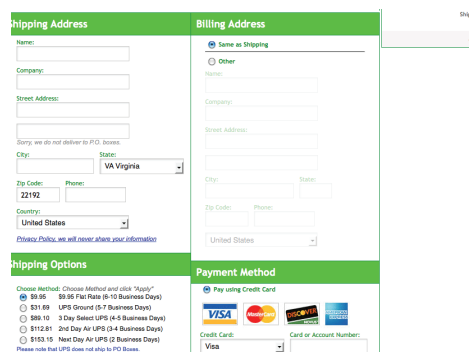 Shipping Address
Name:
Company:
Street Address:
Sorry, we do not deliver to P.O. boxes
City: State:
VA Virginia
Zip Code: Phone:
22192
Country:
United States
Privacy Policy, we will never share your information
Shipping Options
Choose Method: Choose Method and click "Apply"
$9.95 $9.95 Flat Rate (6-10 Business Days)
$31.69 UPS Ground (5-7 Business Days)
$89.10 3 Day Select UPS (4-5 Business Days)
$112.81 2nd Day Air UPS (3-4 Business Days)
$153.15 Next Day Air UPS (2 Business Days)
Please note that UPS does not ship to PO Boxes.
Billing Address
Same as Shipping
Other
Name:
Company:
Street Address:
City: State:
Zip Code: Phone:
United States
Payment Method
Pay using Credit Card
VISA MasterCard DISCOVER AMERICAN EXPRESS
Credit Card: Card or Account Number:
Visa
Ship